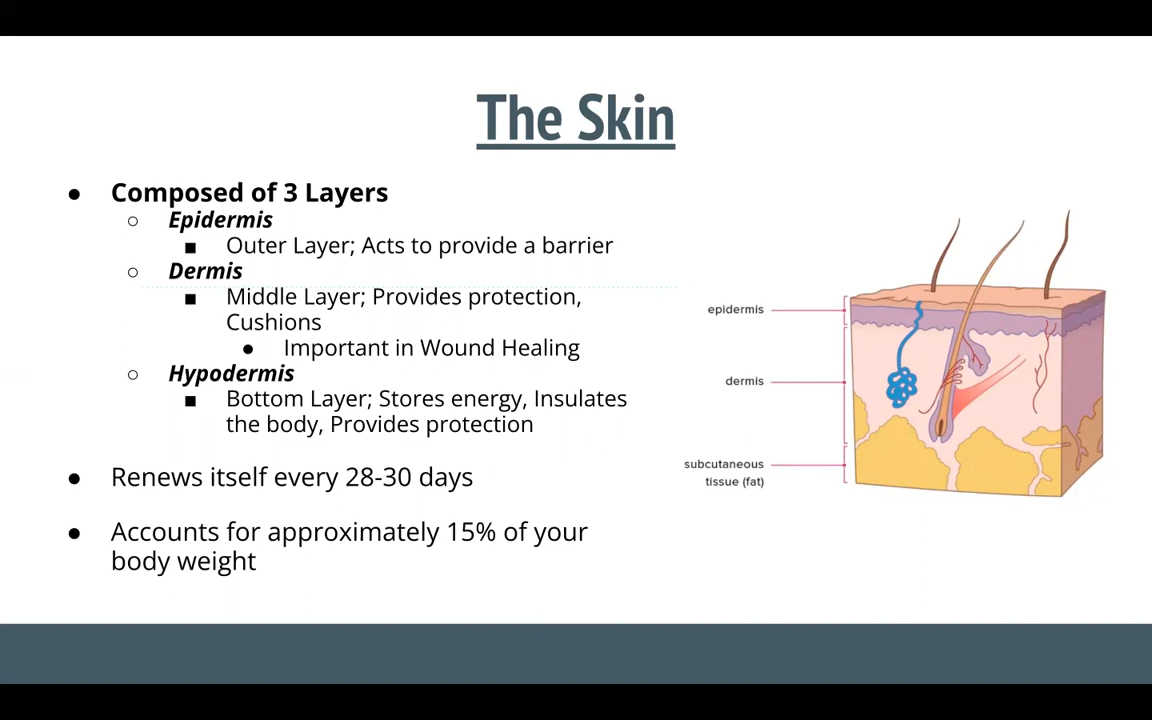 The Skin
● Composed of 3 Layers
○ Epidermis
■ Outer Layer; Acts to provide a barrier
○ Dermis
■ Middle Layer; Provides protection,
Cushions
● Important in Wound Healing
○ Hypodermis
■ Bottom Layer; Stores energy, Insulates
the body, Provides protection
● Renews itself every 28-30 days
● Accounts for approximately 15% of your
body weight
epidermis
dermis
subcutaneous
tissue (fat)